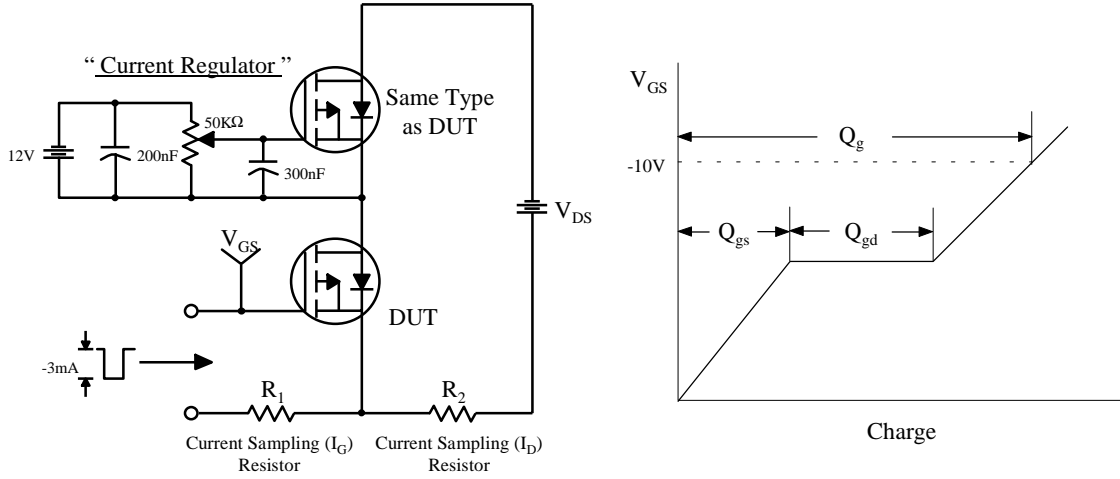 “ Current Regulator ”
50KΩ
12V
200nF
300nF
Same Type
as DUT
V_DS
V_GS
DUT
-3mA
R_1
R_2
Current Sampling (I_G)
Resistor
Current Sampling (I_D)
Resistor
V_GS
Q_g
-10V
Q_gs
Q_gd
Charge